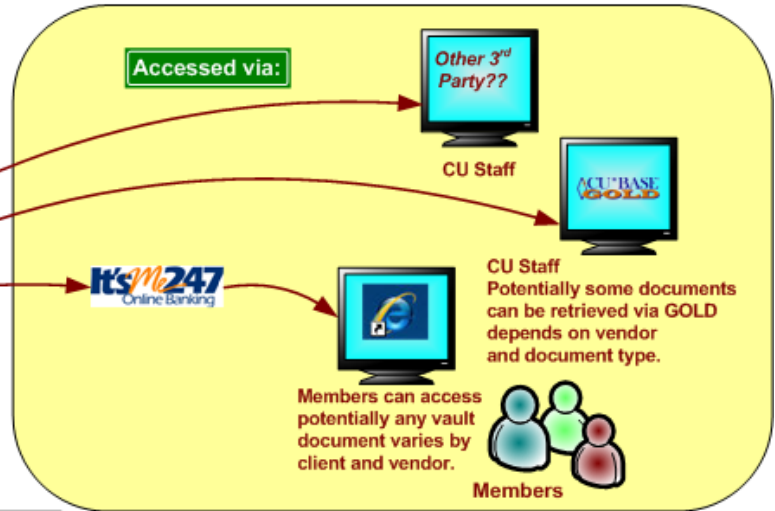 Accessed via:
Other 3rd
Party??
CU Staff
CU*BASE
GOLD
CU Staff
Potentially some documents
can be retrieved via GOLD
depends on vendor
and document type.
It'sMe247
Online Banking
Members can access
potentially any vault
document varies by
client and vendor.
Members